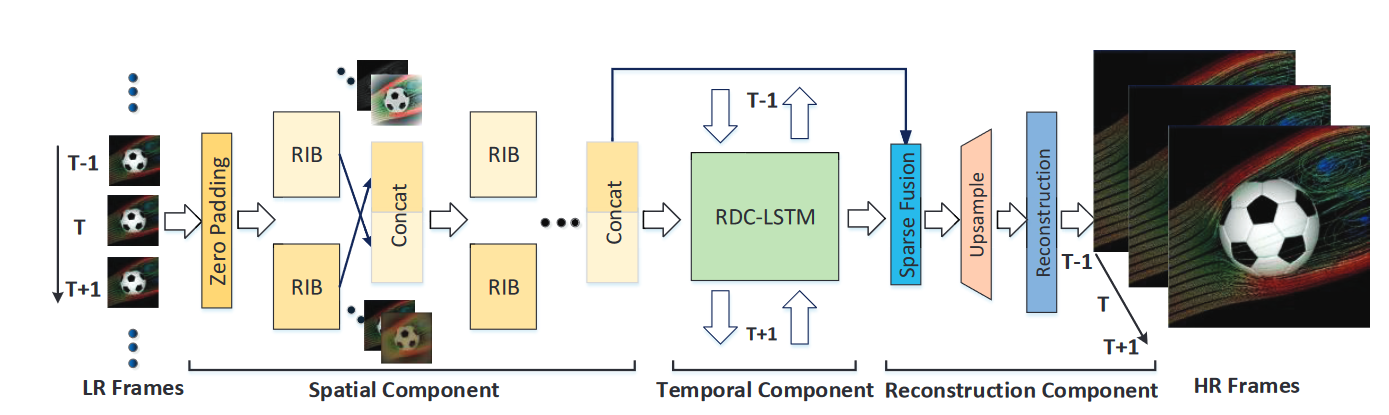 T-1
T
T+1
LR Frames
Zero Padding
RIB
RIB
Concat
RIB
RIB
Concat
Spatial Component
T-1
RDC-LSTM
T+1
Temporal Component
Sparse Fusion
Upsample
Reconstruction
Reconstruction Component
T-1
T
T+1
HR Frames